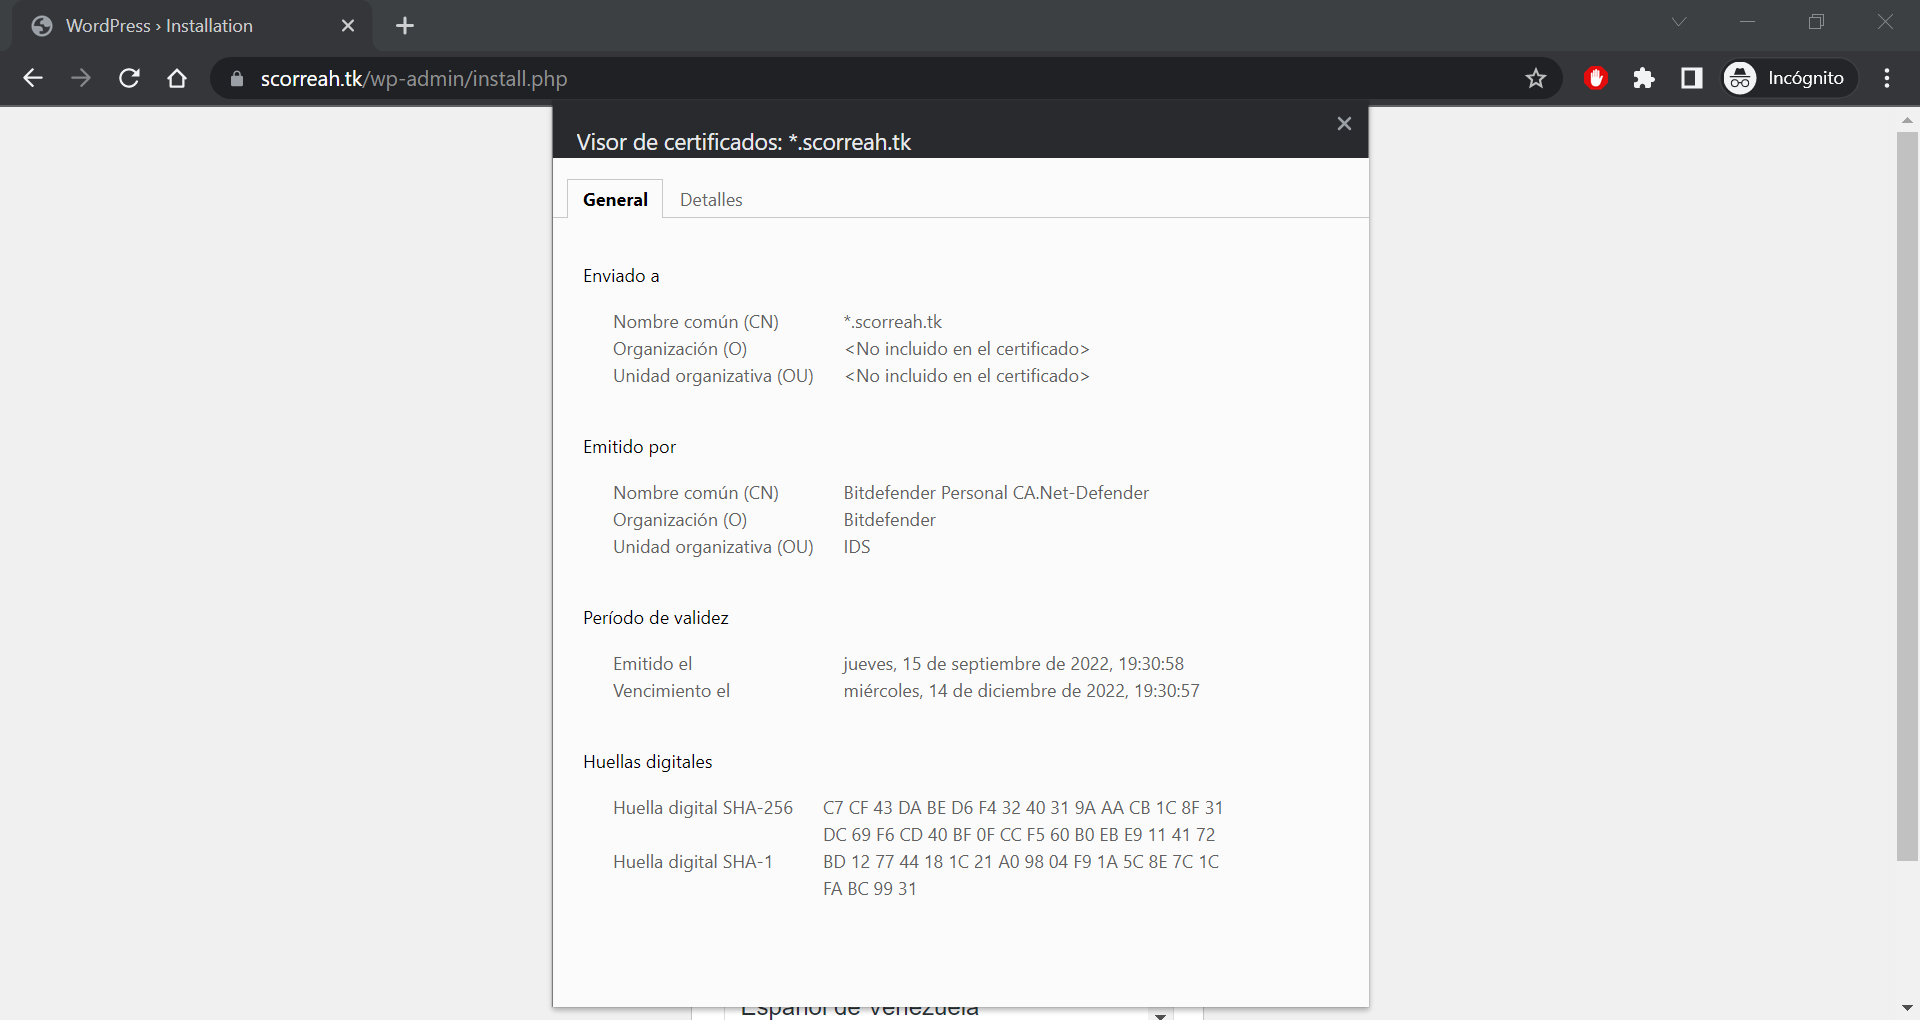 WordPress › Installation
scorreah.tk/wp-admin/install.php
Incógnito
Visor de certificados: *.scorreah.tk
General
Detalles
Enviado a
Nombre común (CN) *.scorreah.tk
Organización (O) <No incluido en el certificado>
Unidad organizativa (OU) <No incluido en el certificado>
Emitido por
Nombre común (CN) Bitdefender Personal CA.Net-Defender
Organización (O) Bitdefender
Unidad organizativa (OU) IDS
Período de validez
Emitido el jueves, 15 de septiembre de 2022, 19:30:58
Vencimiento el miércoles, 14 de diciembre de 2022, 19:30:57
Huellas digitales
Huella digital SHA-256 C7 CF 43 DA BE D6 F4 32 40 31 9A AA CB 1C 8F 31
DC 69 F6 CD 40 BF 0F CC F5 60 B0 EB E9 11 41 72
Huella digital SHA-1 BD 12 77 44 18 1C 21 A0 98 04 F9 1A 5C 8E 7C 1C
FA BC 99 31
Español de Venezuela